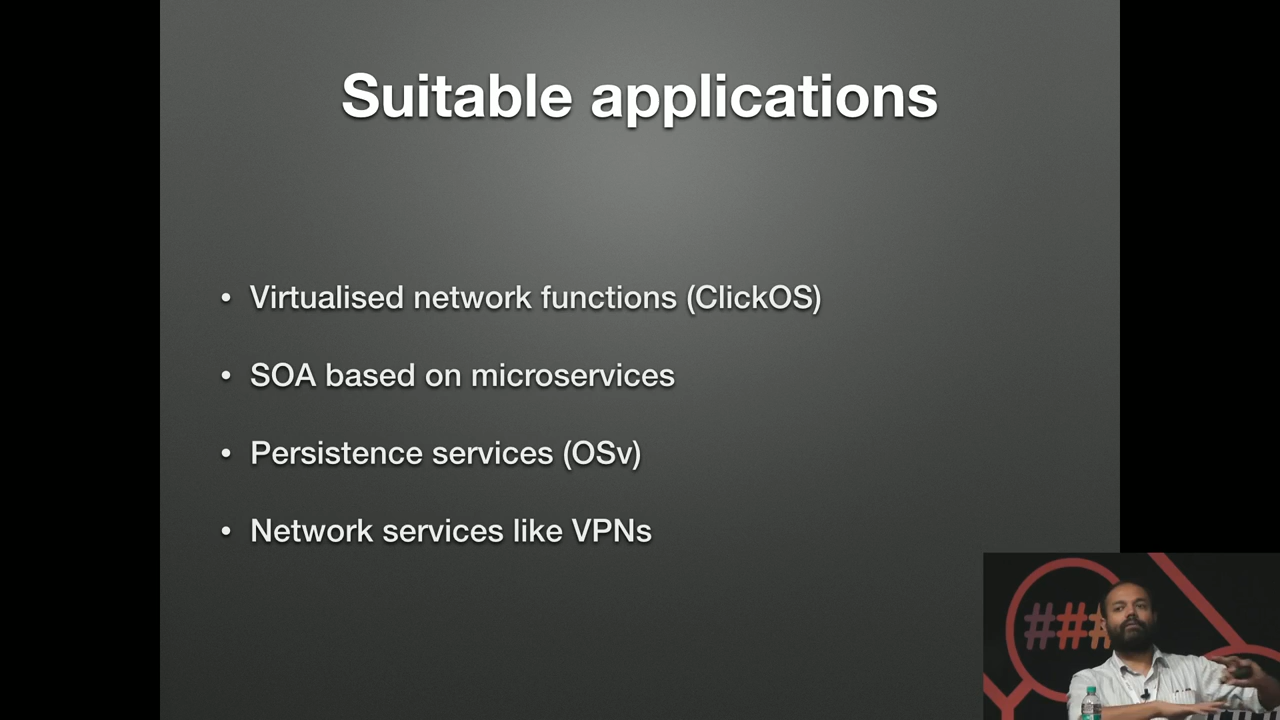 Suitable applications
• Virtualised network functions (ClickOS)
• SOA based on microservices
• Persistence services (OSv)
• Network services like VPNs
###